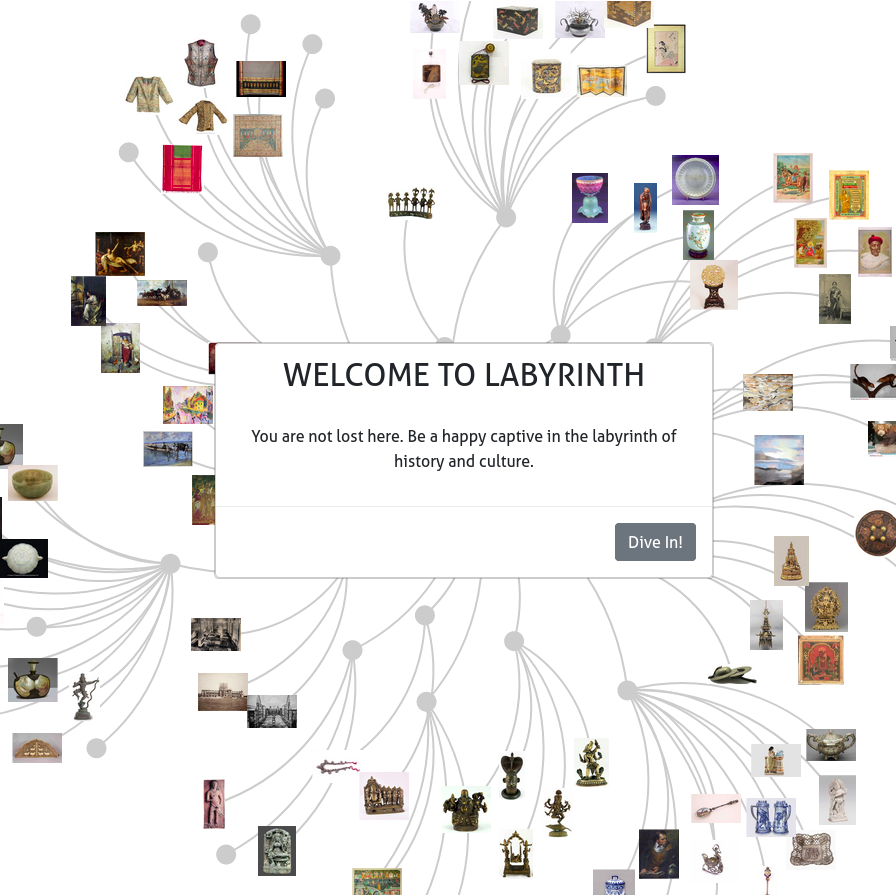 WELCOME TO LABYRINTH
You are not lost here. Be a happy captive in the labyrinth of
history and culture.
Dive In!